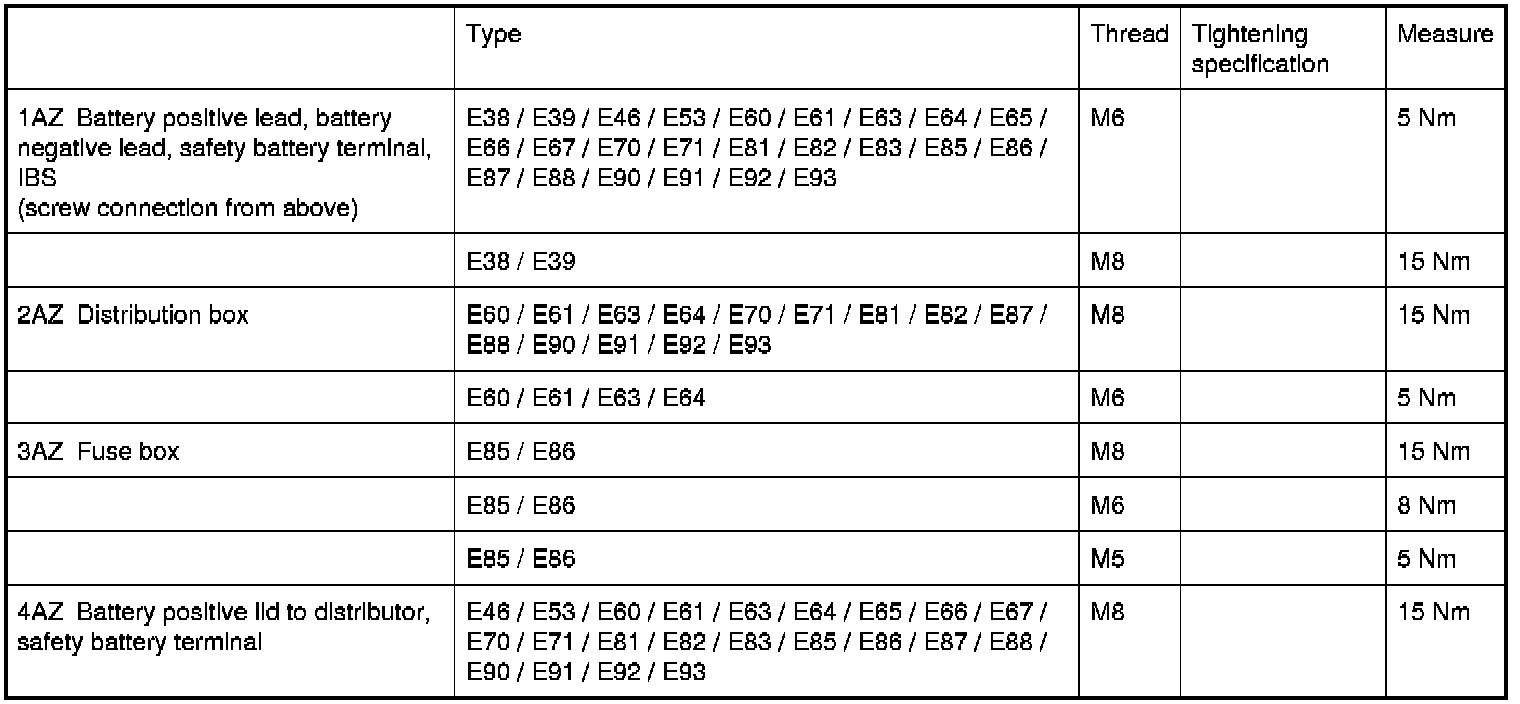 Type Thread Tightening Measure
specification
1AZ Battery positive lead, battery E38 / E39 / E46 / E53 / E60 / E61 / E63 / E64 / E65 / M6 5 Nm
negative lead, safety battery terminal, E66 / E67 / E70 / E71 / E81 / E82 / E83 / E85 / E86 /
IBS E87 / E88 / E90 / E91 / E92 / E93
(screw connection from above)
E38 / E39 M8 15 Nm
2AZ Distribution box E60 / E61 / E63 / E64 / E70 / E71 / E81 / E82 / E87 / M8 15 Nm
E88 / E90 / E91 / E92 / E93
E60 / E61 / E63 / E64 M6 5 Nm
3AZ Fuse box E85 / E86 M8 15 Nm
E85 / E86 M6 8 Nm
E85 / E86 M5 5 Nm
4AZ Battery positive lid to distributor, E46 / E53 / E60 / E61 / E63 / E64 / E65 / E66 / E67 / M8 15 Nm
safety battery terminal E70 / E71 / E81 / E82 / E83 / E85 / E86 / E87 / E88 /
E90 / E91 / E92 / E93